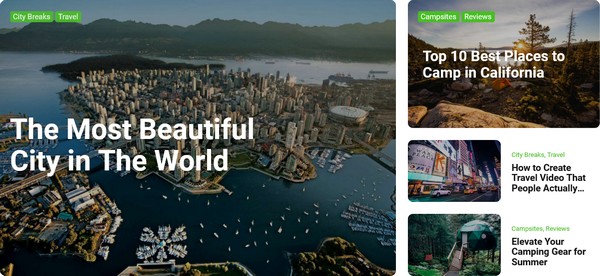 City Breaks Travel
The Most Beautiful
City in The World
Campsites Reviews
Top 10 Best Places to
Camp in California
City Breaks, Travel
How to Create
Travel Video That
People Actually...
Campsites, Reviews
Elevate Your
Camping Gear for
Summer